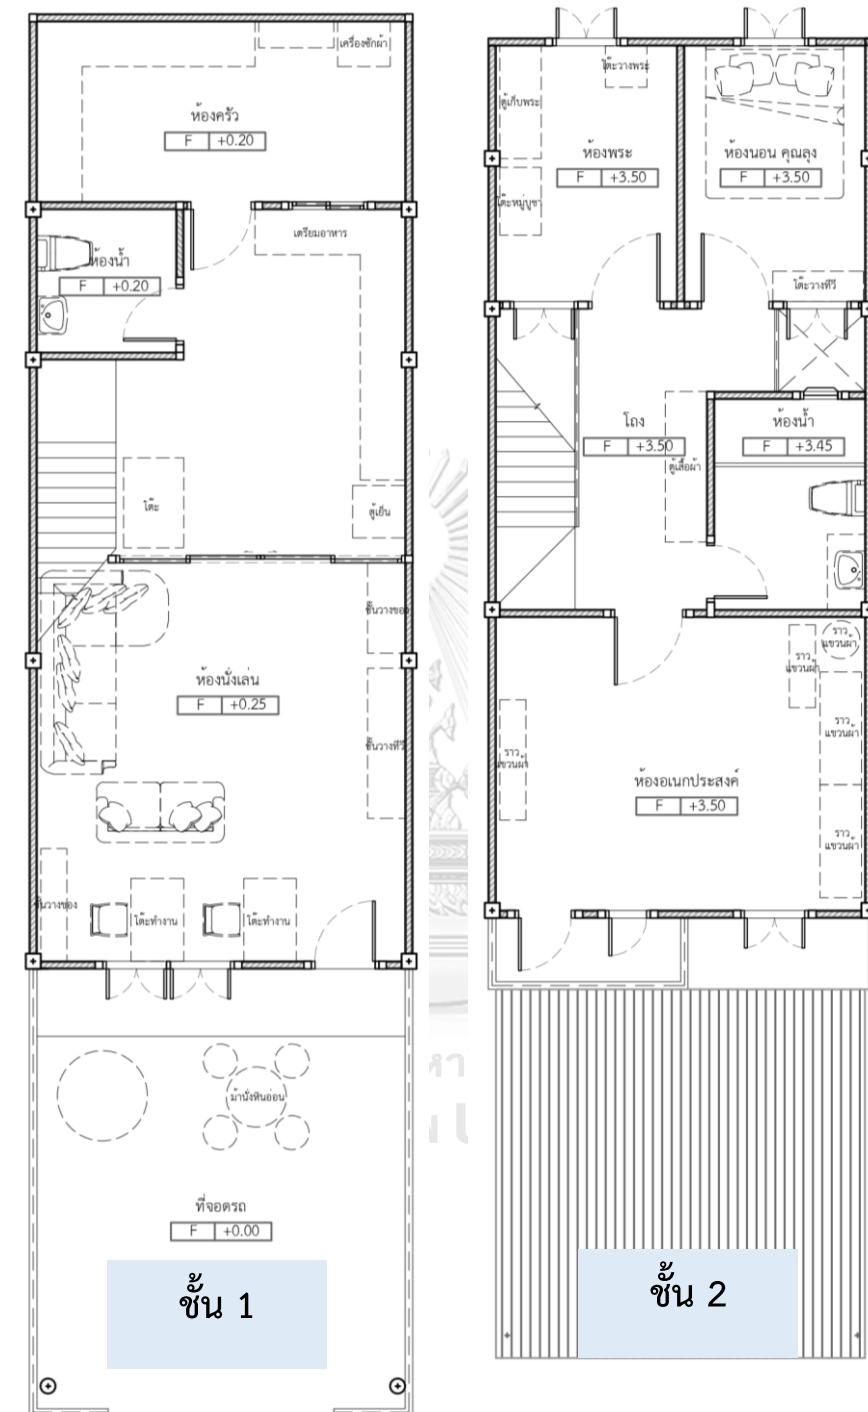 เครื่องซักผ้า
ห้องครัว
F +0.20
เตรียมอาหาร
ห้องน้ำ
F +0.20
โต๊ะ
ตู้เย็น
ชั้นวางของ
ห้องนั่งเล่น
F +0.25
ชั้นวางทีวี
ชั้นวางของ
โต๊ะทำงาน
โต๊ะทำงาน
ม้านั่งหินอ่อน
ที่จอดรถ
F +0.00
ชั้น 1
โต๊ะวางพระ
ตู้เก็บพระ
ห้องพระ
F +3.50
ห้องนอน คุณลุง
F +3.50
โต๊ะหมู่บูชา
โต๊ะวางทีวี
โถง
F +3.50
ห้องน้ำ
F +3.45
ตู้เสื้อผ้า
ราว
แขวนผ้า
ราว
แขวนผ้า
ราว
แขวนผ้า
ราว
แขวนผ้า
ห้องอเนกประสงค์
F +3.50
ราว
แขวนผ้า
ชั้น 2